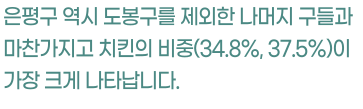 은평구 역시 도봉구를 제외한 나머지 구들과
마찬가지고 치킨의 비중(34.8%, 37.5%)이
가장 크게 나타납니다.